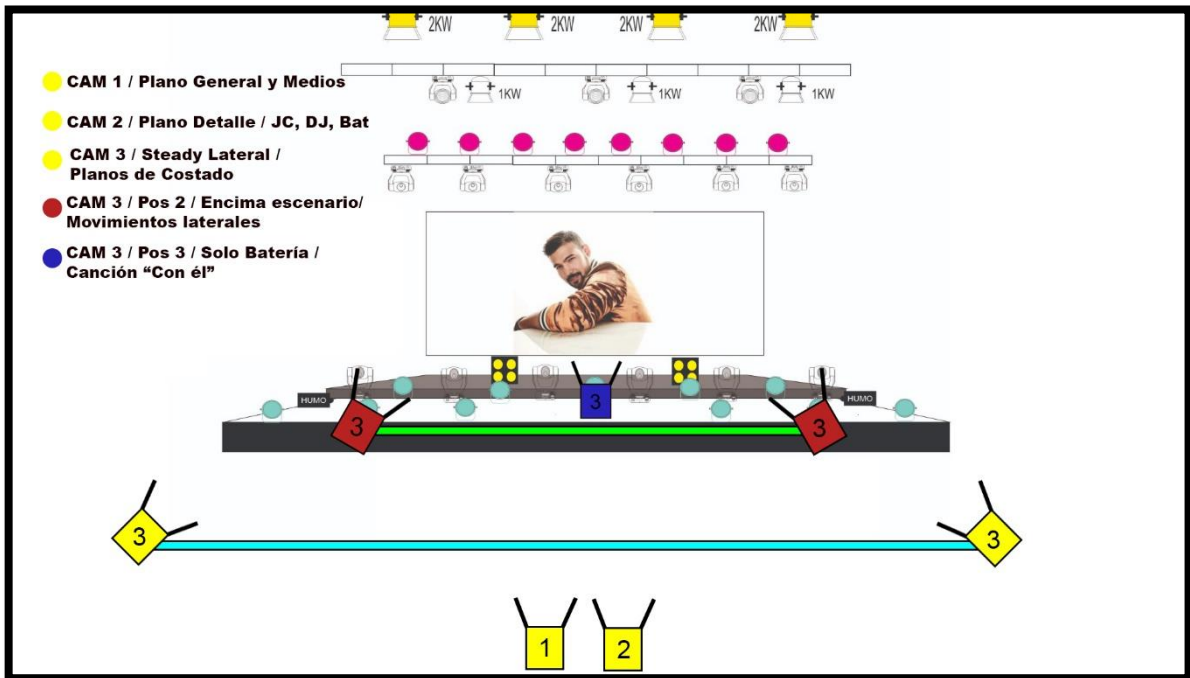 2KW 2KW 2KW 2KW
CAM 1 / Plano General y Medios
1KW 1KW 1KW
CAM 2 / Plano Detalle / JC, DJ, Bat
CAM 3 / Steady Lateral /
Planos de Costado
CAM 3 / Pos 2 / Encima escenario/
Movimientos laterales
CAM 3 / Pos 3 / Solo Batería /
Canción “Con él”
HUMO 3 HUMO
3 3
3 3
1 2